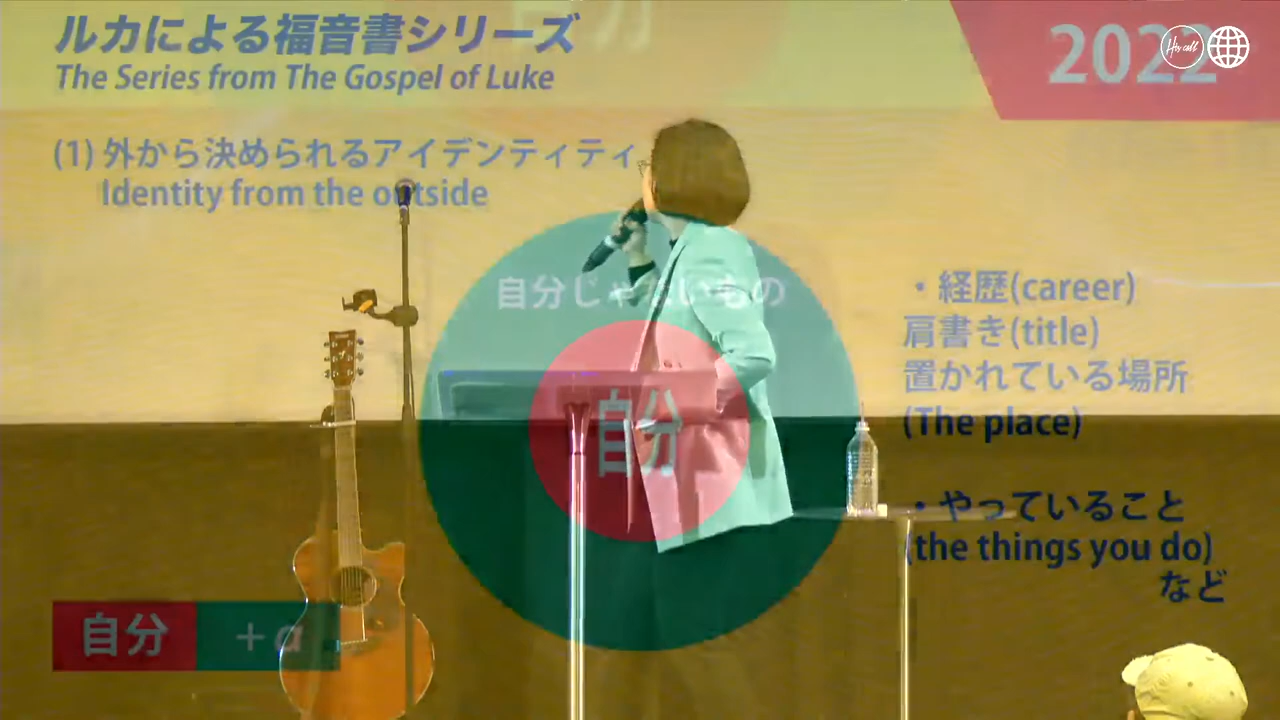 ルカによる福音書シリーズ
The Series from The Gospel of Luke
2022
His call
(1) 外から決められるアイデンティティ
Identity from the outside
自分じゃないもの
自分
・経歴(career)
肩書き(title)
置かれている場所
(The place)
・やっていること
(the things you do)
など
自分 +α